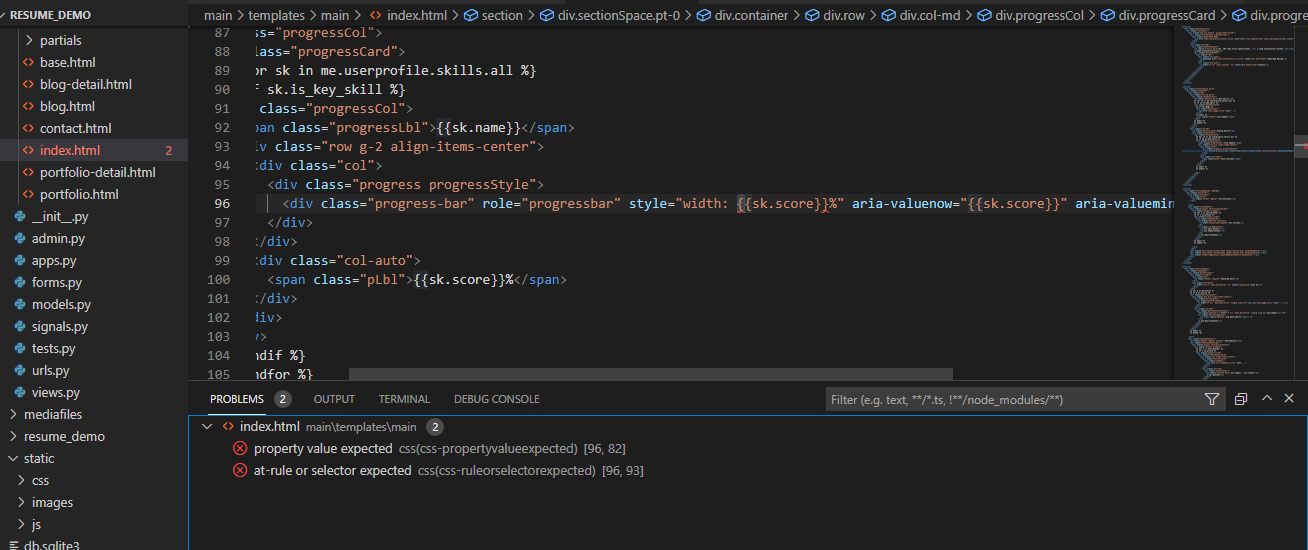 RESUME_DEMO
partials
base.html
blog-detail.html
blog.html
contact.html
index.html 2
portfolio-detail.html
portfolio.html
__init__.py
admin.py
apps.py
forms.py
models.py
signals.py
tests.py
urls.py
views.py
mediafiles
resume_demo
static
css
images
js
db.sqlite3
main > templates > main > index.html > section > div.sectionSpace.pt-0 > div.container > div.row > div.col-md > div.progressCol > div.progressCard > div.progre
87 ss="progressCol">
88 lass="progressCard">
89 or sk in me.userprofile.skills.all %}
90 f sk.is_key_skill %}
91 class="progressCol">
92 pan class="progressLbl">{{sk.name}}</span>
93 iv class="row g-2 align-items-center">
94 <div class="col">
95 <div class="progress progressStyle">
96 <div class="progress-bar" role="progressbar" style="width: {{sk.score}}%" aria-valuenow="{{sk.score}}" aria-valuemin
97 </div>
98 </div>
99 <div class="col-auto">
100 <span class="pLbl">{{sk.score}}%</span>
101 </div>
102 div>
103 v>
104 ndif %}
105 ndfor %}
PROBLEMS 2 OUTPUT TERMINAL DEBUG CONSOLE Filter (e.g. text, **/*.ts, !**/node_modules/**)
index.html main\templates\main 2
property value expected css(css-propertyvalueexpected) [96, 82]
at-rule or selector expected css(css-ruleorselectorexpected) [96, 93]